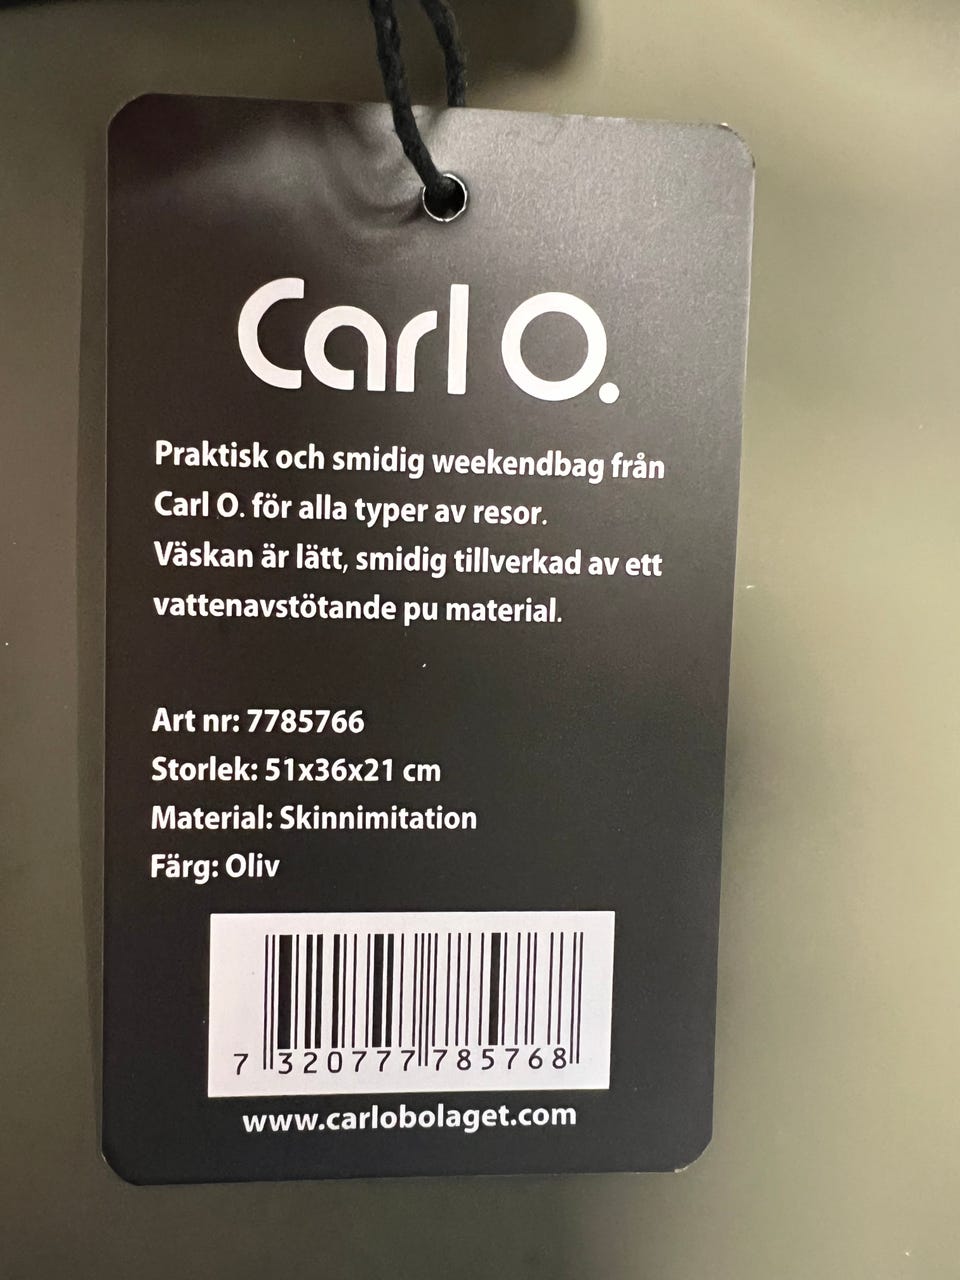 Carl O.
Praktisk och smidig weekendbag från
Carl O. för alla typer av resor.
Väskan är lätt, smidig tillverkad av ett
vattenavstötande pu material.
Art nr: 7785766
Storlek: 51x36x21 cm
Material: Skinnimitation
Färg: Oliv
7 320777 785768
www.carlobolaget.com